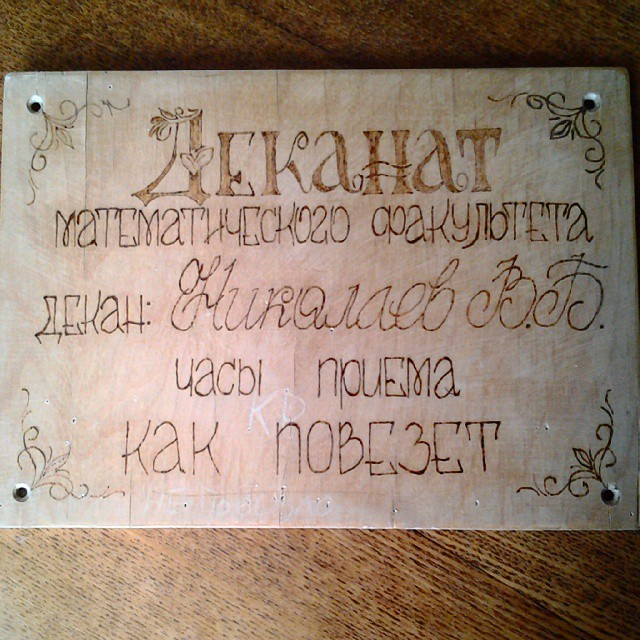 Деканат
математического факультета
декан: Николаев В.Б.
часы приема
как повезет